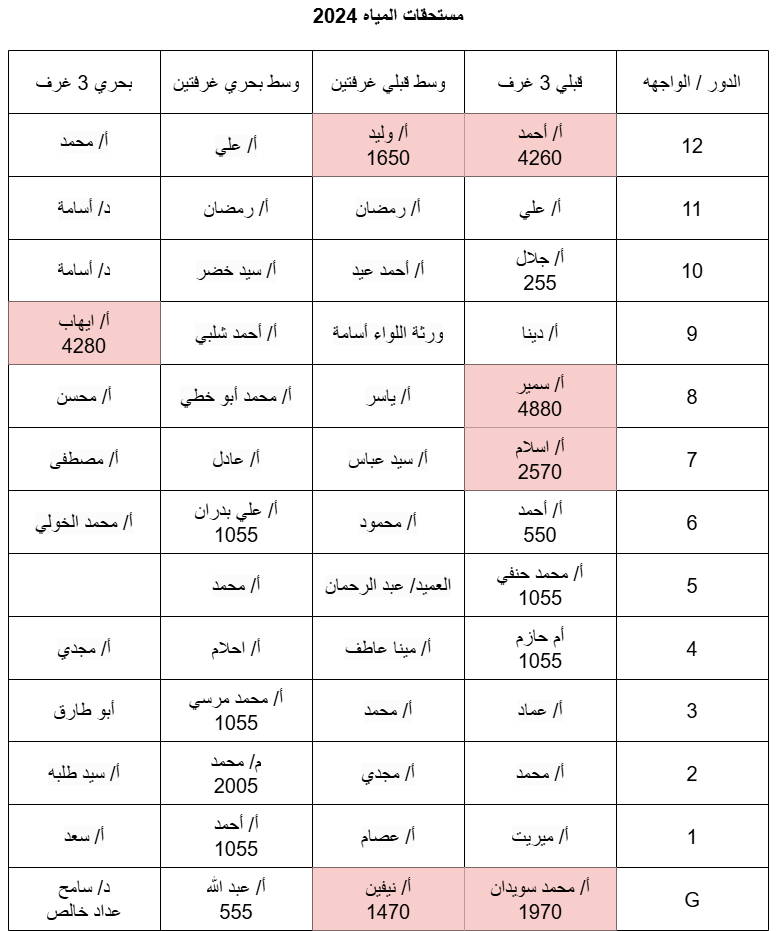 مستحقات المياه 2024
الدور / الواجهه
قبلي 3 غرف
وسط قبلي غرفتين
وسط بحري غرفتين
بحري 3 غرف
12
أ/ أحمد
4260
أ/ وليد
1650
أ/ علي
أ/ محمد
11
أ/ علي
أ/ رمضان
أ/ رمضان
د/ أسامة
10
أ/ جلال
255
أ/ أحمد عيد
أ/ سيد خضر
د/ أسامة
9
أ/ دينا
ورثة اللواء أسامة
أ/ أحمد شلبي
أ/ ايهاب
4280
8
أ/ سمير
4880
أ/ ياسر
أ/ محمد أبو خطي
أ/ محسن
7
أ/ اسلام
2570
أ/ سيد عباس
أ/ عادل
أ/ مصطفى
6
أ/ أحمد
550
أ/ محمود
أ/ علي بدران
1055
أ/ محمد الخولي
5
أ/ محمد حنفي
1055
العميد/ عبد الرحمان
أ/ محمد
4
أم حازم
1055
أ/ مينا عاطف
أ/ احلام
أ/ مجدي
3
أ/ عماد
أ/ محمد
أ/ محمد مرسي
1055
أبو طارق
2
أ/ محمد
أ/ مجدي
م/ محمد
2005
أ/ سيد طلبه
1
أ/ ميريت
أ/ عصام
أ/ أحمد
1055
أ/ سعد
G
أ/ محمد سويدان
1970
أ/ نيفين
1470
أ/ عبد الله
555
د/ سامح
عداد خالص